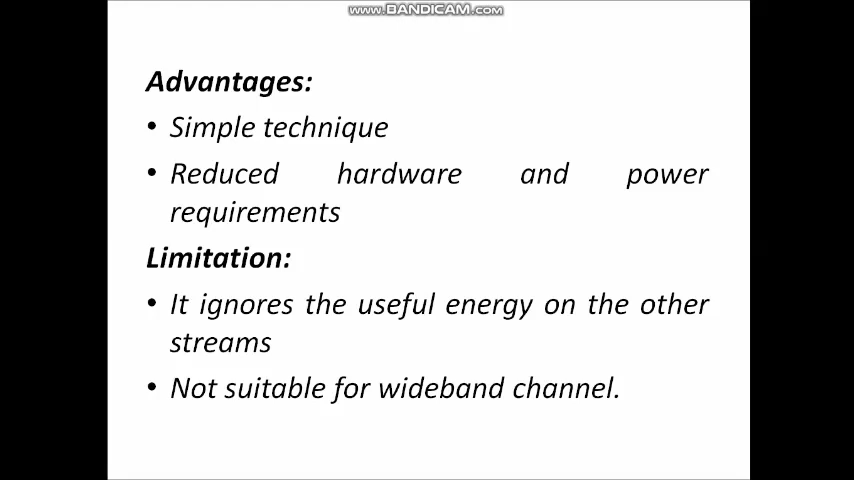 www.BANDICAM.com
Advantages:
• Simple technique
• Reduced hardware and power
requirements
Limitation:
• It ignores the useful energy on the other
streams
• Not suitable for wideband channel.